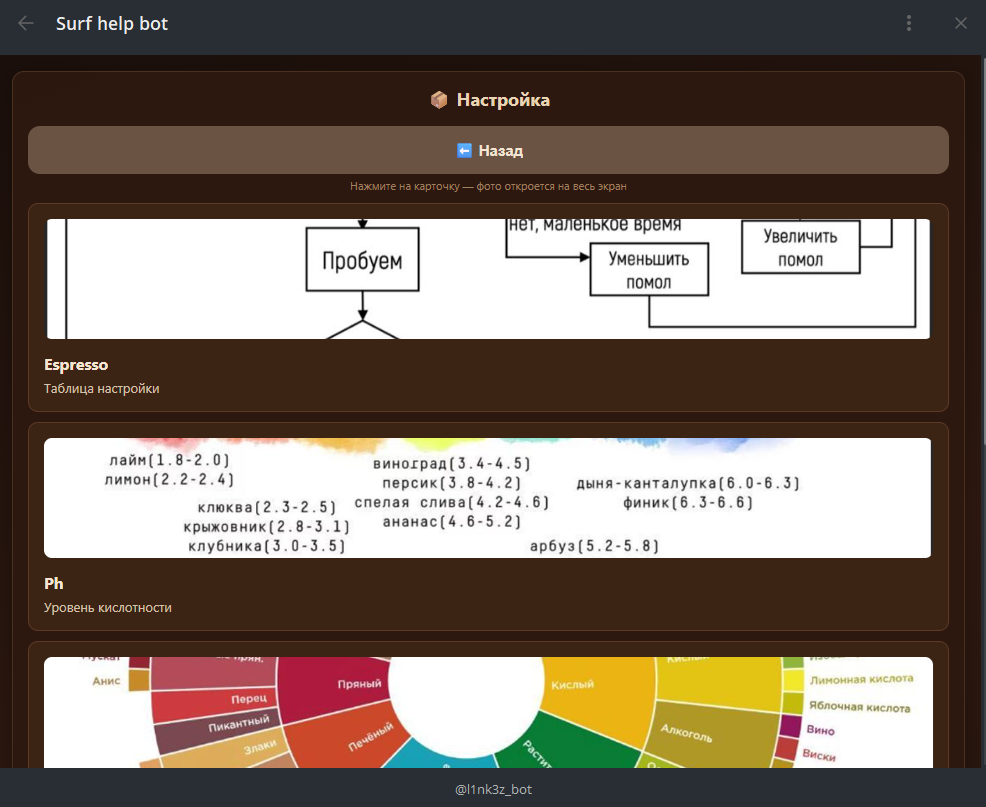 Surf help bot
Настройка
Назад
Нажмите на карточку — фото откроется на весь экран
нет, маленькое время
Пробуем
Уменьшить
помол
Увеличить
помол
Espresso
Таблица настройки
лайм(1.8-2.0)
лимон(2.2-2.4)
клюква(2.3-2.5)
крыжовник(2.8-3.1)
клубника(3.0-3.5)
виноград(3.4-4.5)
персик(3.8-4.2)
спелая слива(4.2-4.6)
ананас(4.6-5.2)
арбуз(5.2-5.8)
дыня-канталупка(6.0-6.3)
финик(6.3-6.6)
Ph
Уровень кислотности
Анис
Перец
Пикантный
Злаки
Пряный
Печёный
Кислый
Алкоголь
Лимонная кислота
Яблочная кислота
Вино
Виски
@l1nk3z_bot